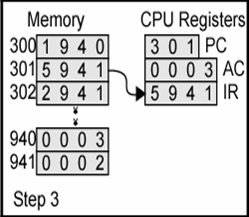 Memory CPU Registers
300 1 9 4 0 3 0 1 PC
301 5 9 4 1 0 0 0 3 AC
302 2 9 4 1 5 9 4 1 IR
940 0 0 0 3
941 0 0 0 2
Step 3